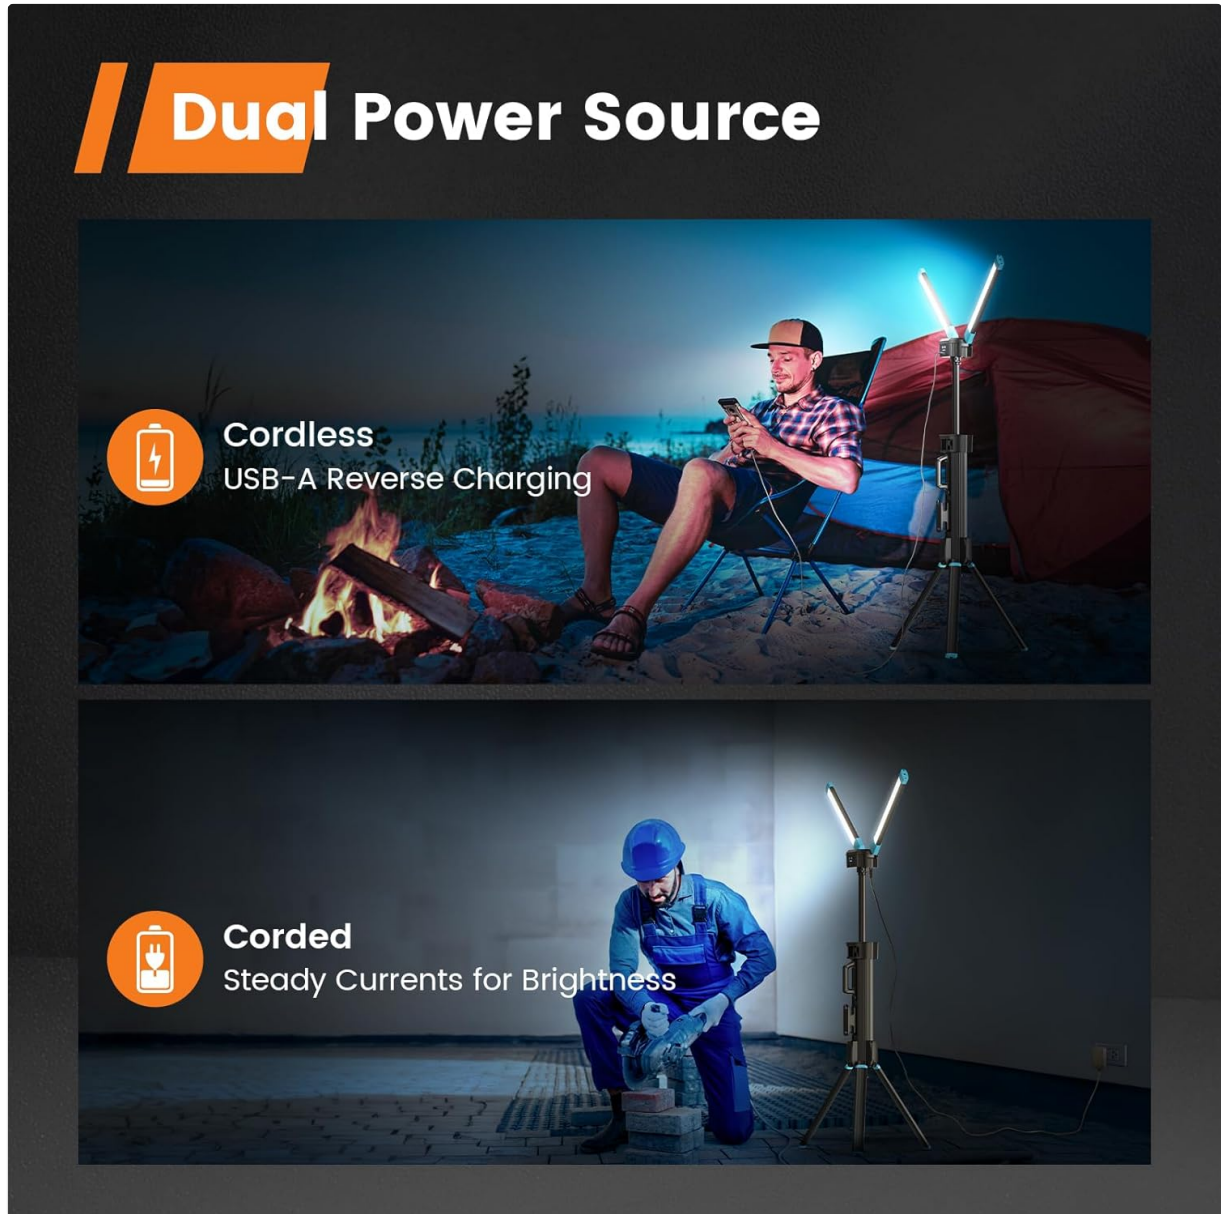 Dual Power Source
Cordless
USB-A Reverse Charging
Corded
Steady Currents for Brightness